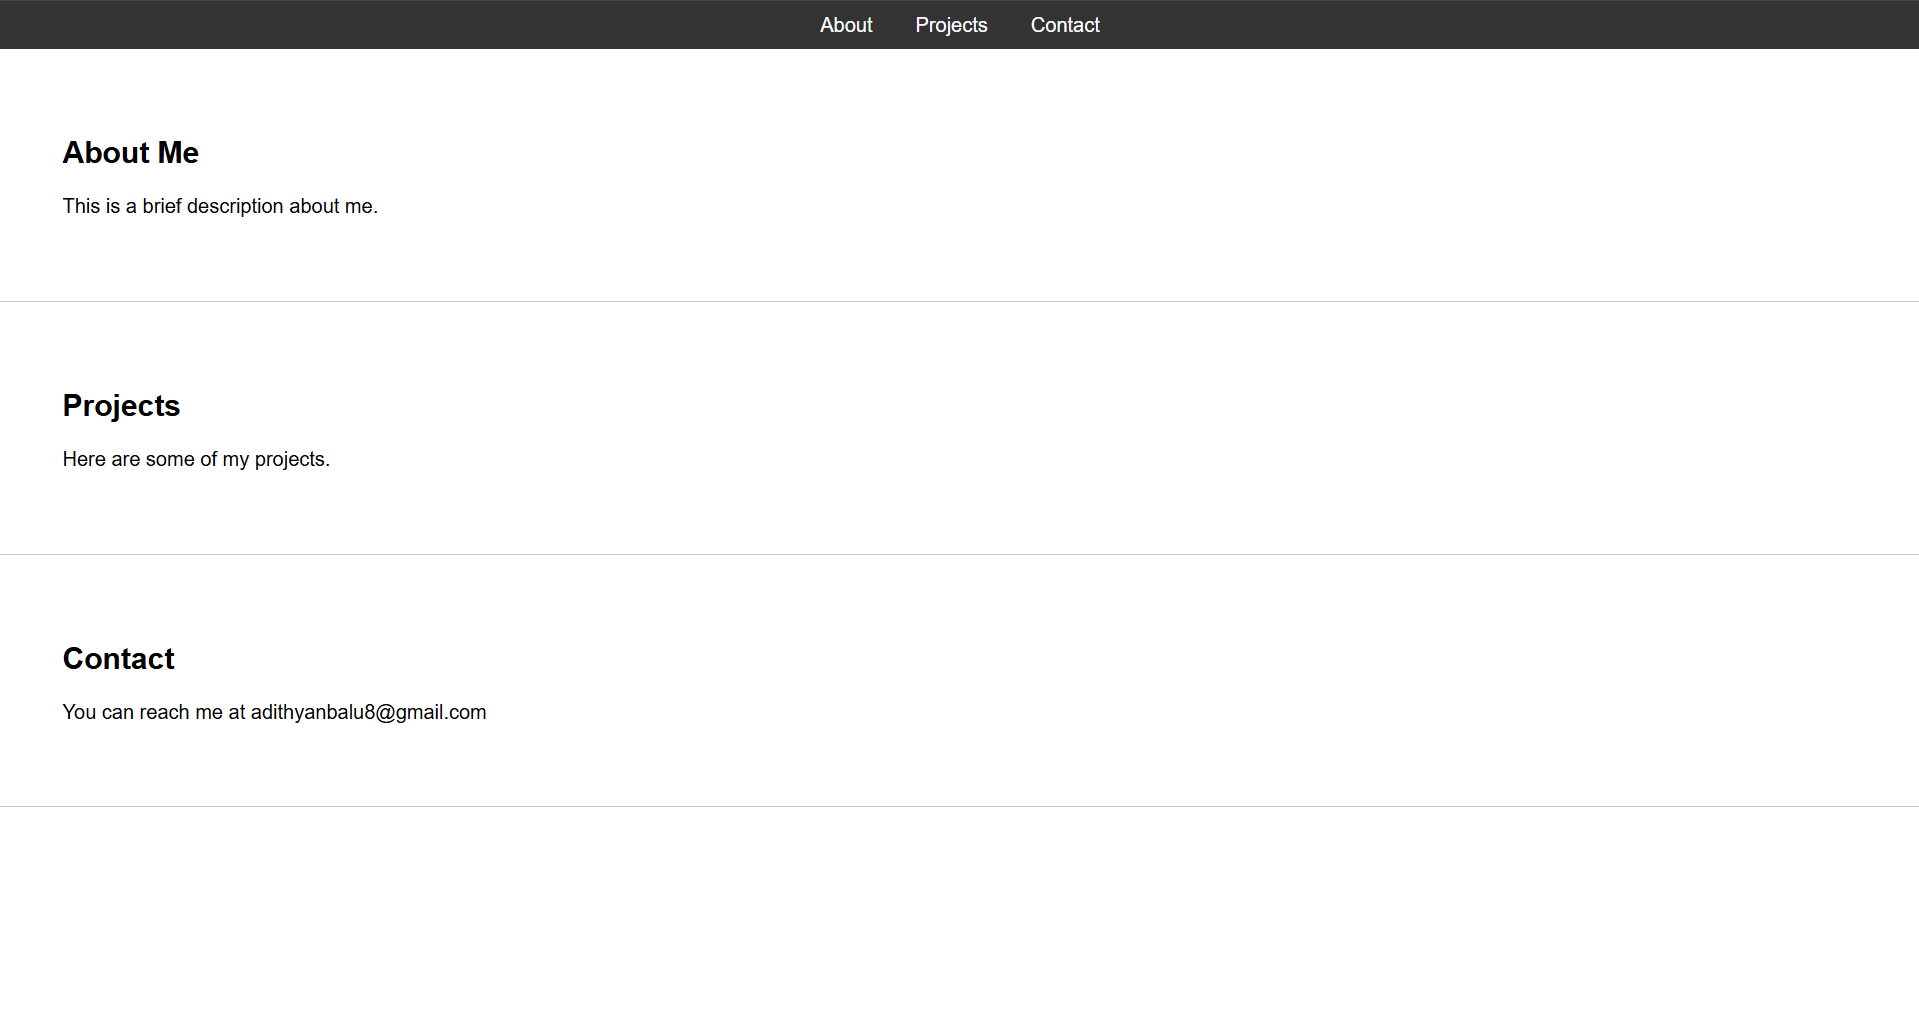 About Projects Contact
About Me
This is a brief description about me.
Projects
Here are some of my projects.
Contact
You can reach me at adithyanbalu8@gmail.com